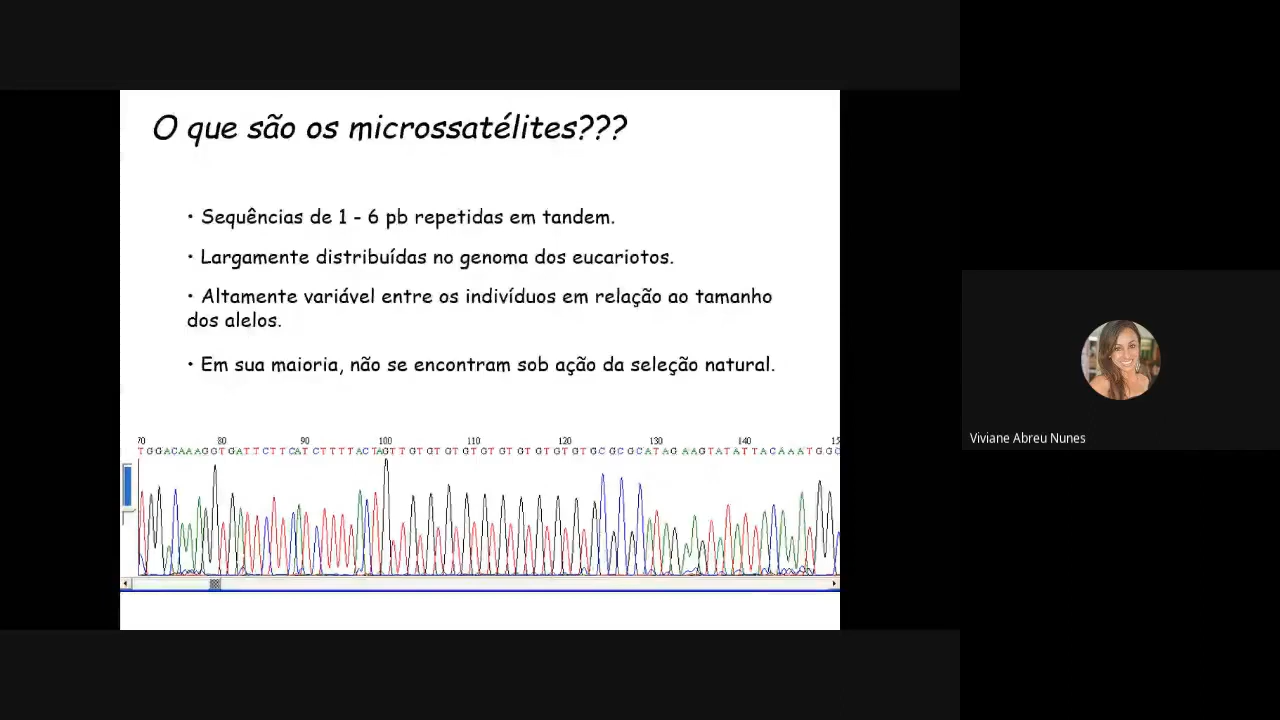 O que são os microssatélites???
• Sequências de 1 - 6 pb repetidas em tandem.
• Largamente distribuídas no genoma dos eucariotos.
• Altamente variável entre os indivíduos em relação ao tamanho
dos alelos.
• Em sua maioria, não se encontram sob ação da seleção natural.
70 80 90 100 110 120 130 140 15
Viviane Abreu Nunes